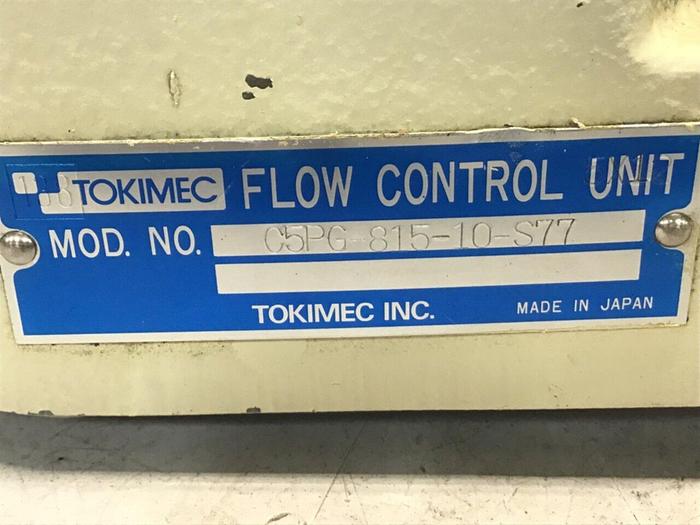 TOKIMEC FLOW CONTROL UNIT
MOD. NO. C5PG-815-10-S77
TOKIMEC INC. MADE IN JAPAN